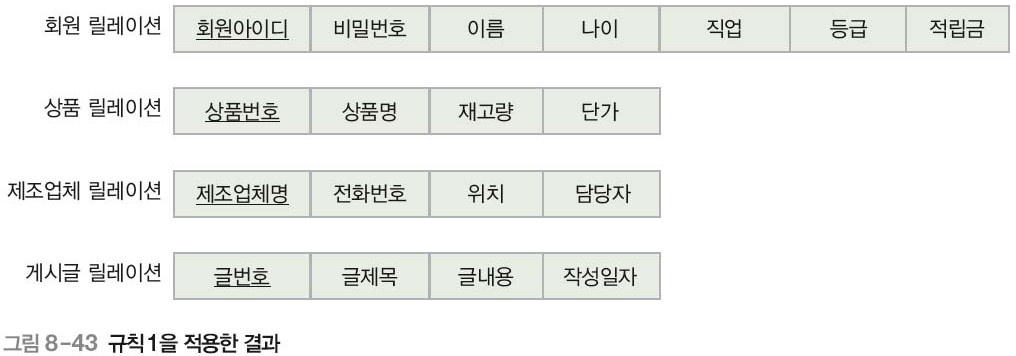 회원 릴레이션 회원아이디 비밀번호 이름 나이 직업 등급 적립금
상품 릴레이션 상품번호 상품명 재고량 단가
제조업체 릴레이션 제조업체명 전화번호 위치 담당자
게시글 릴레이션 글번호 글제목 글내용 작성일자
그림 8-43 규칙1을 적용한 결과